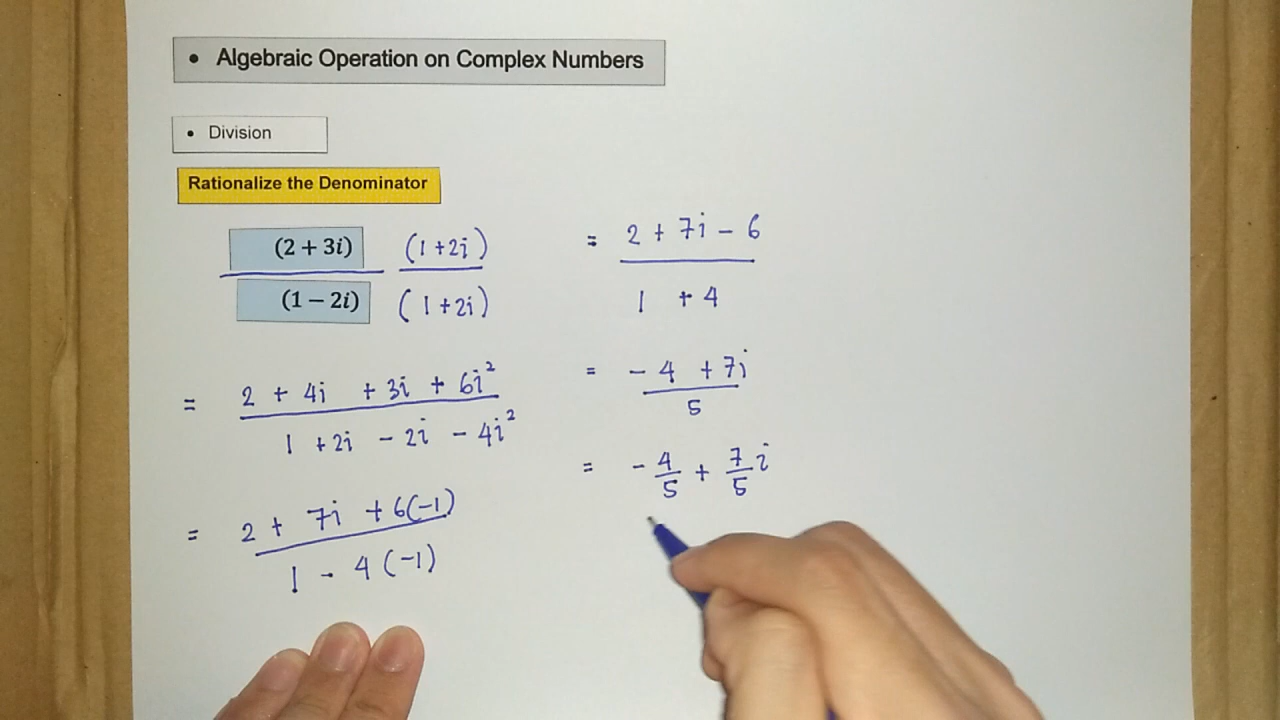 • Algebraic Operation on Complex Numbers
• Division
Rationalize the Denominator
(2 + 3i) (1 + 2i)
(1 − 2i) (1 + 2i)
= 2 + 4i + 3i + 6i²
1 + 2i - 2i - 4i²
= 2 + 7i + 6(-1)
1 - 4(-1)
= 2 + 7i - 6
1 + 4
= - 4 + 7i
5
= - 4/5 + 7/5 i